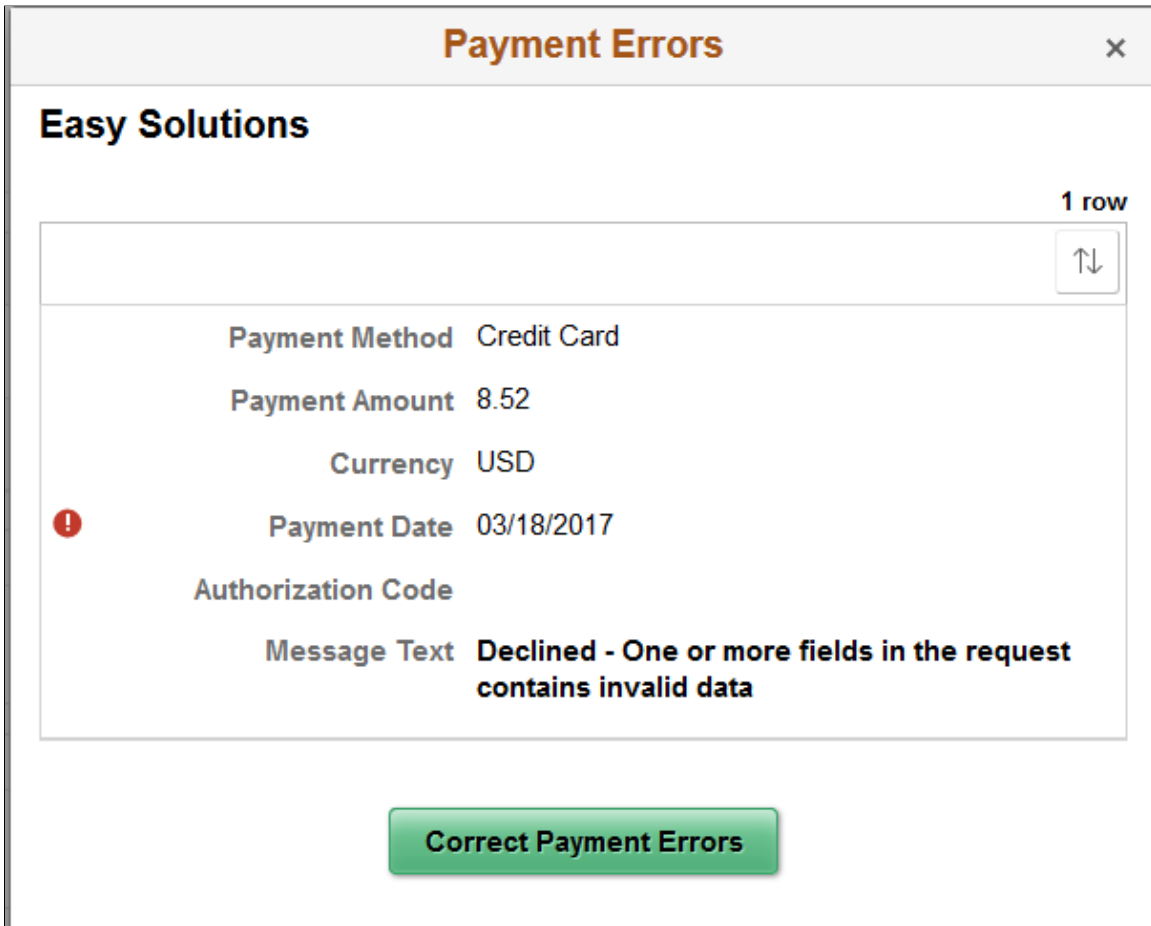 Payment Errors
Easy Solutions
1 row
Payment Method Credit Card
Payment Amount 8.52
Currency USD
Payment Date 03/18/2017
Authorization Code
Message Text Declined - One or more fields in the request
contains invalid data
Correct Payment Errors